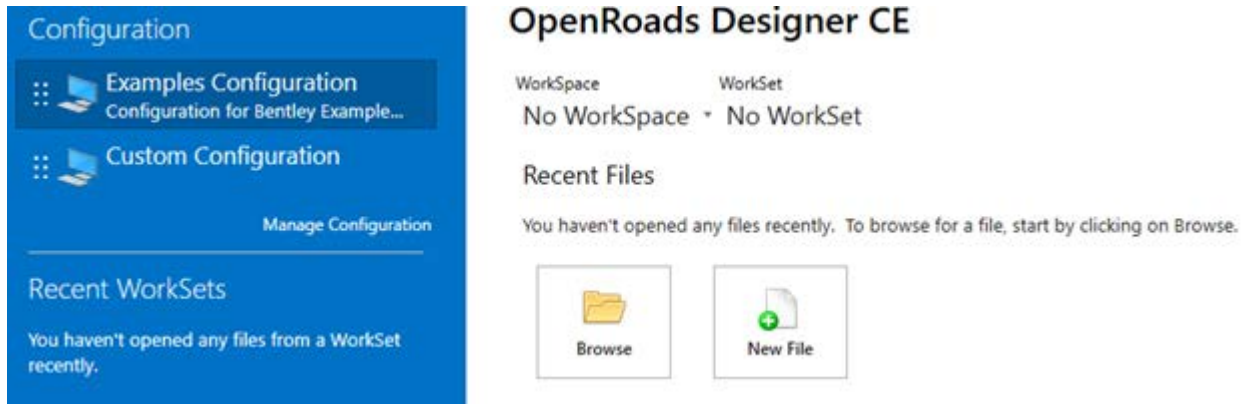 Configuration
Examples Configuration
Configuration for Bentley Example...
Custom Configuration
Manage Configuration
Recent WorkSets
You haven't opened any files from a WorkSet
recently.
OpenRoads Designer CE
WorkSpace WorkSet
No WorkSpace No WorkSet
Recent Files
You haven't opened any files recently. To browse for a file, start by clicking on Browse.
Browse New File